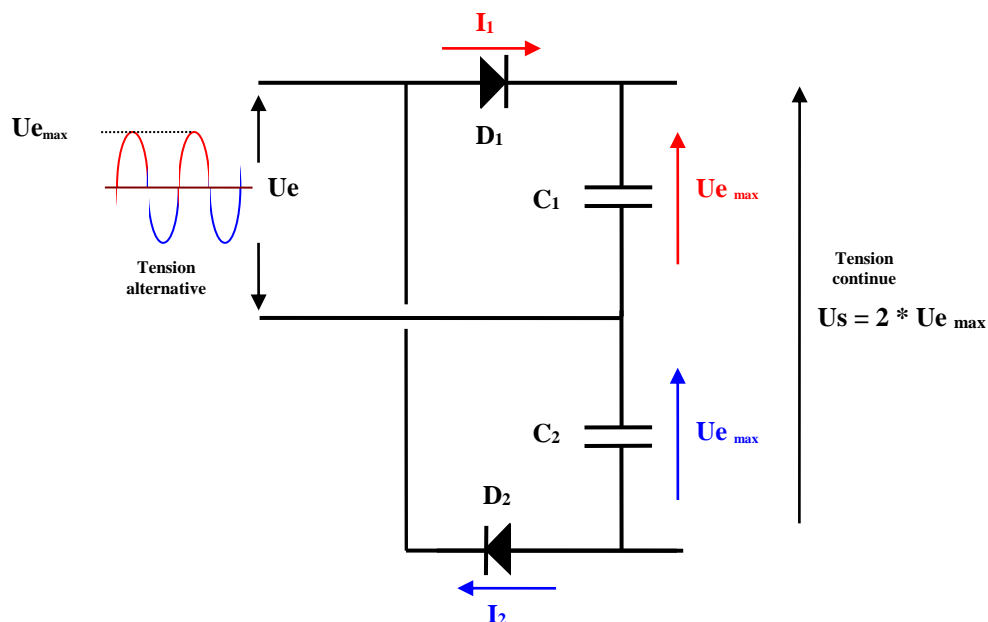 I1
D1
Uemax
Ue
Tension
alternative
C1
Ue max
Tension
continue
Us = 2 * Ue max
C2
Ue max
D2
I2